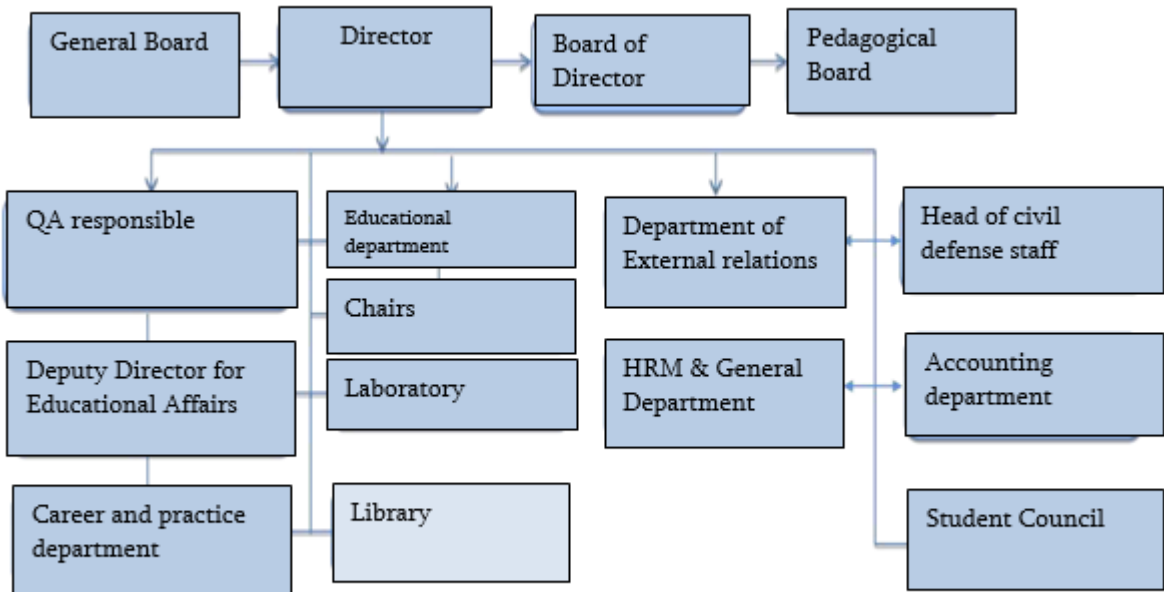 General Board
Director
Board of
Director
Pedagogical
Board
QA responsible
Educational
department
Department of
External relations
Head of civil
defense staff
Chairs
Deputy Director for
Educational Affairs
Laboratory
HRM & General
Department
Accounting
department
Career and practice
department
Library
Student Council